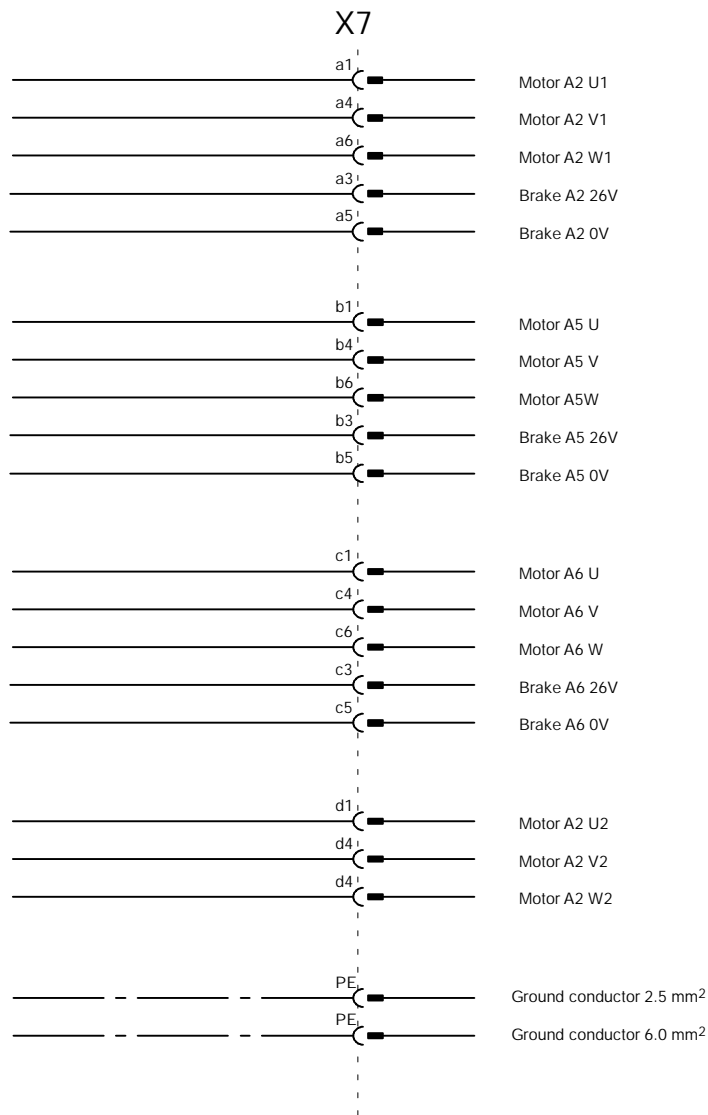 X7
a1 Motor A2 U1
a4 Motor A2 V1
a6 Motor A2 W1
a3 Brake A2 26V
a5 Brake A2 0V
b1 Motor A5 U
b4 Motor A5 V
b6 Motor A5W
b3 Brake A5 26V
b5 Brake A5 0V
c1 Motor A6 U
c4 Motor A6 V
c6 Motor A6 W
c3 Brake A6 26V
c5 Brake A6 0V
d1 Motor A2 U2
d4 Motor A2 V2
d4 Motor A2 W2
PE Ground conductor 2.5 mm²
PE Ground conductor 6.0 mm²